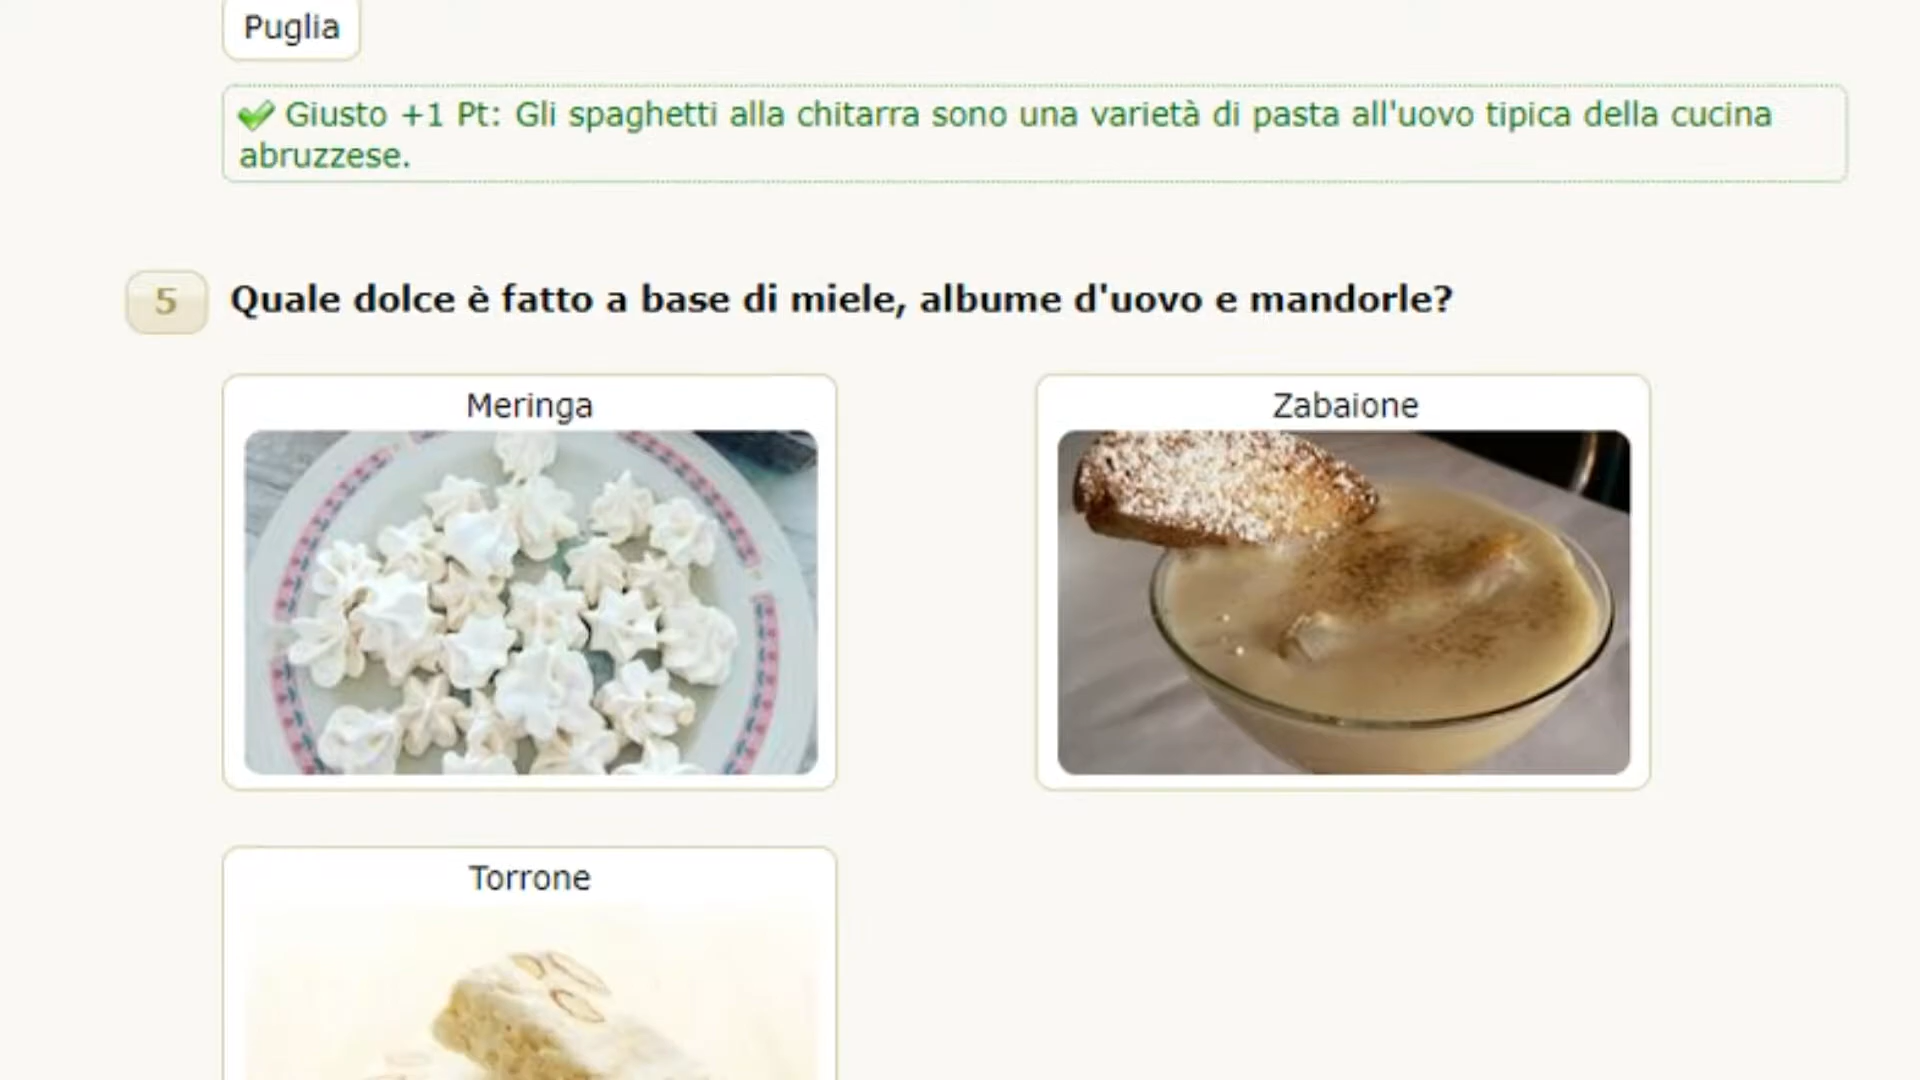 Puglia
Giusto +1 Pt: Gli spaghetti alla chitarra sono una varietà di pasta all'uovo tipica della cucina
abruzzese.
5 Quale dolce è fatto a base di miele, albume d'uovo e mandorle?
Meringa
Zabaione
Torrone